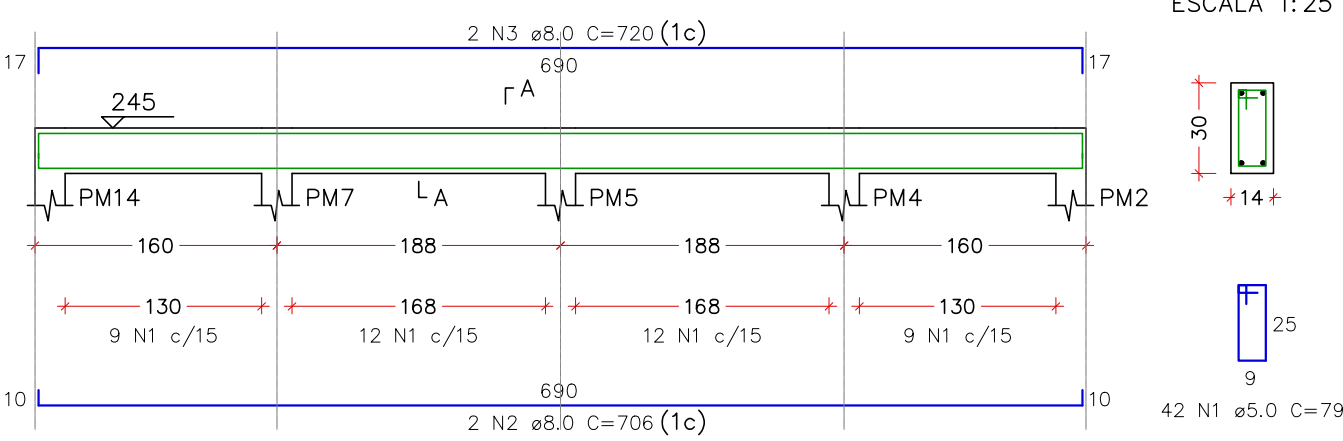 ESCALA 1:25
2 N3 ø8.0 C=720 (1c)
17
690
17
A
245
30
14
A
PM14
PM7
PM5
PM4
PM2
160
188
188
160
130
168
168
130
9 N1 c/15
12 N1 c/15
12 N1 c/15
9 N1 c/15
25
9
10
690
10
2 N2 ø8.0 C=706 (1c)
42 N1 ø5.0 C=79